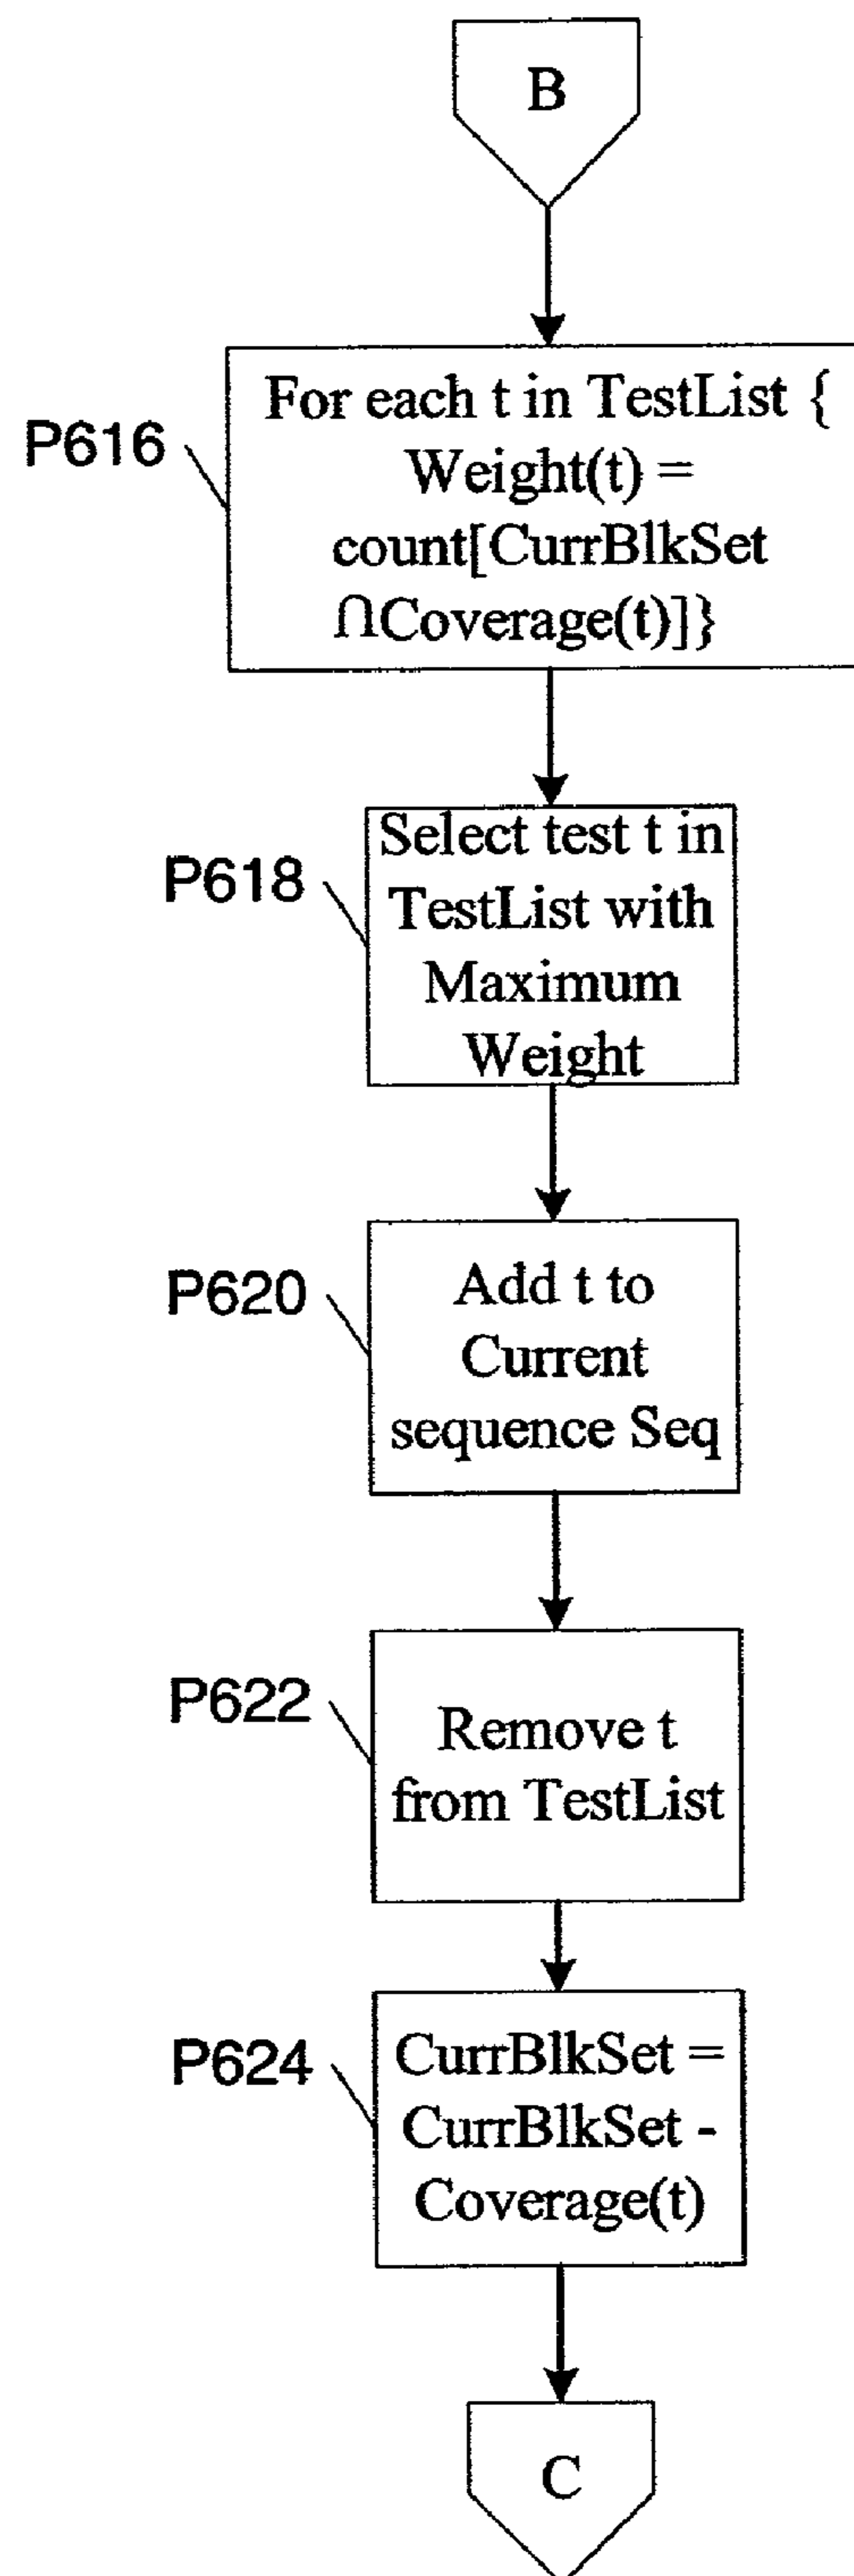 B
P616
For each t in TestList {
Weight(t) =
count[CurrBlkSet
∩Coverage(t)]}
P618
Select test t in
TestList with
Maximum
Weight
P620
Add t to
Current
sequence Seq
P622
Remove t
from TestList
P624
CurrBlkSet =
CurrBlkSet -
Coverage(t)
C